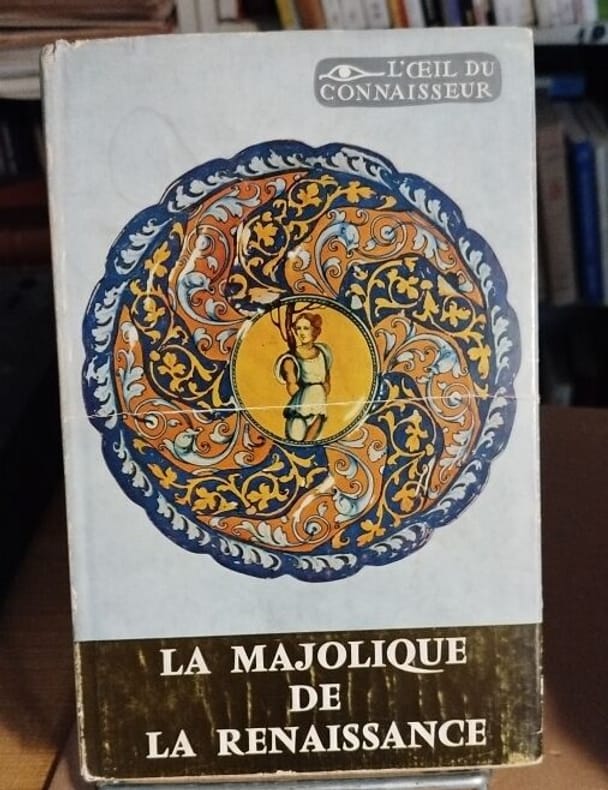 L'ŒIL DU
CONNAISSEUR
LA MAJOLIQUE
DE
LA RENAISSANCE